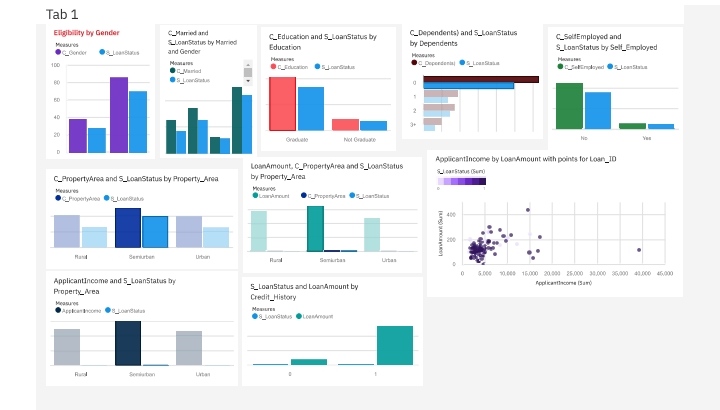 Tab 1
Eligibility by Gender
Measures
C_Gender S_LoanStatus
100
80
60
40
20
0
C_Married and
S_LoanStatus by Married
and Gender
Measures
C_Married
S_LoanStatus
C_Education and S_LoanStatus by
Education
Measures
C_Education S_LoanStatus
Graduate Not Graduate
C_Dependents) and S_LoanStatus
by Dependents
Measures
C_Dependents) S_LoanStatus
0
1
2
3+
C_SelfEmployed and
S_LoanStatus by Self_Employed
Measures
C_SelfEmployed S_LoanStatus
No Yes
C_PropertyArea and S_LoanStatus by Property_Area
Measures
C_PropertyArea S_LoanStatus
Rural Semiurban Urban
LoanAmount, C_PropertyArea and S_LoanStatus
by Property_Area
Measures
LoanAmount C_PropertyArea S_LoanStatus
Rural Semiurban Urban
ApplicantIncome by LoanAmount with points for Loan_ID
S_LoanStatus (Sum)
LoanAmount (Sum)
400
200
0
0 5,000 10,000 15,000 20,000 25,000 30,000 35,000 40,000 45,000
ApplicantIncome (Sum)
ApplicantIncome and S_LoanStatus by
Property_Area
Measures
ApplicantIncome S_LoanStatus
Rural Semiurban Urban
S_LoanStatus and LoanAmount by
Credit_History
Measures
S_LoanStatus LoanAmount
0 1